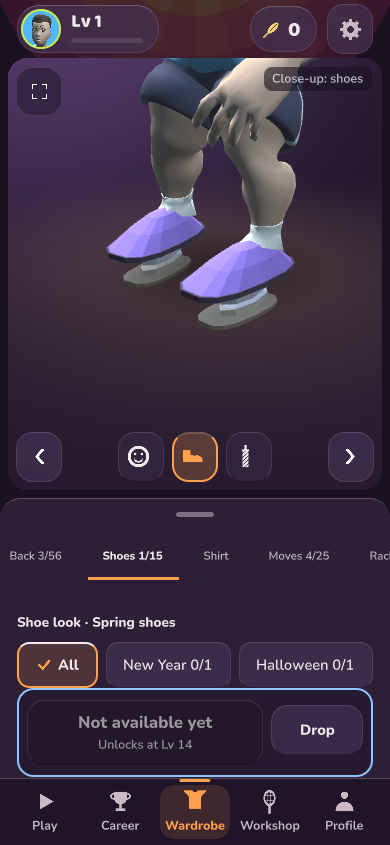 Lv 1
0
Close-up: shoes
Back 3/56
Shoes 1/15
Shirt
Moves 4/25
Shoe look · Spring shoes
All
New Year 0/1
Halloween 0/1
Not available yet
Unlocks at Lv 14
Drop
Play
Career
Wardrobe
Workshop
Profile